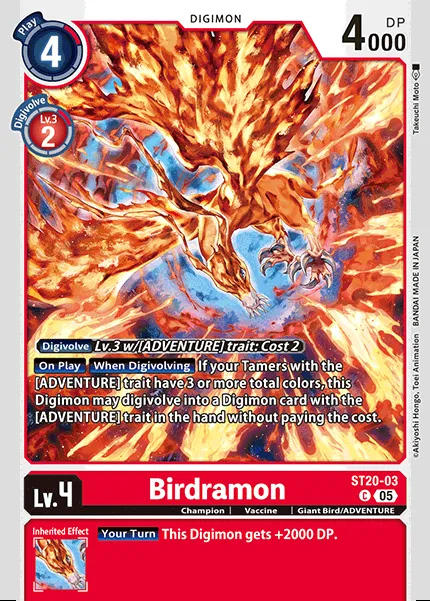 DIGIMON
Play
4
DP
4000
Digivolve
Lv.3
2
Takeuchi Moto
©Akiyoshi Hongo, Toei Animation BANDAI MADE IN JAPAN
Digivolve Lv.3 w/[ADVENTURE] trait: Cost 2
On Play When Digivolving If your Tamers with the
[ADVENTURE] trait have 3 or more total colors, this
Digimon may digivolve into a Digimon card with the
[ADVENTURE] trait in the hand without paying the cost.
Lv.4
Birdramon
ST20-03
C 05
Champion | Vaccine | Giant Bird/ADVENTURE
Inherited Effect
Your Turn This Digimon gets +2000 DP.